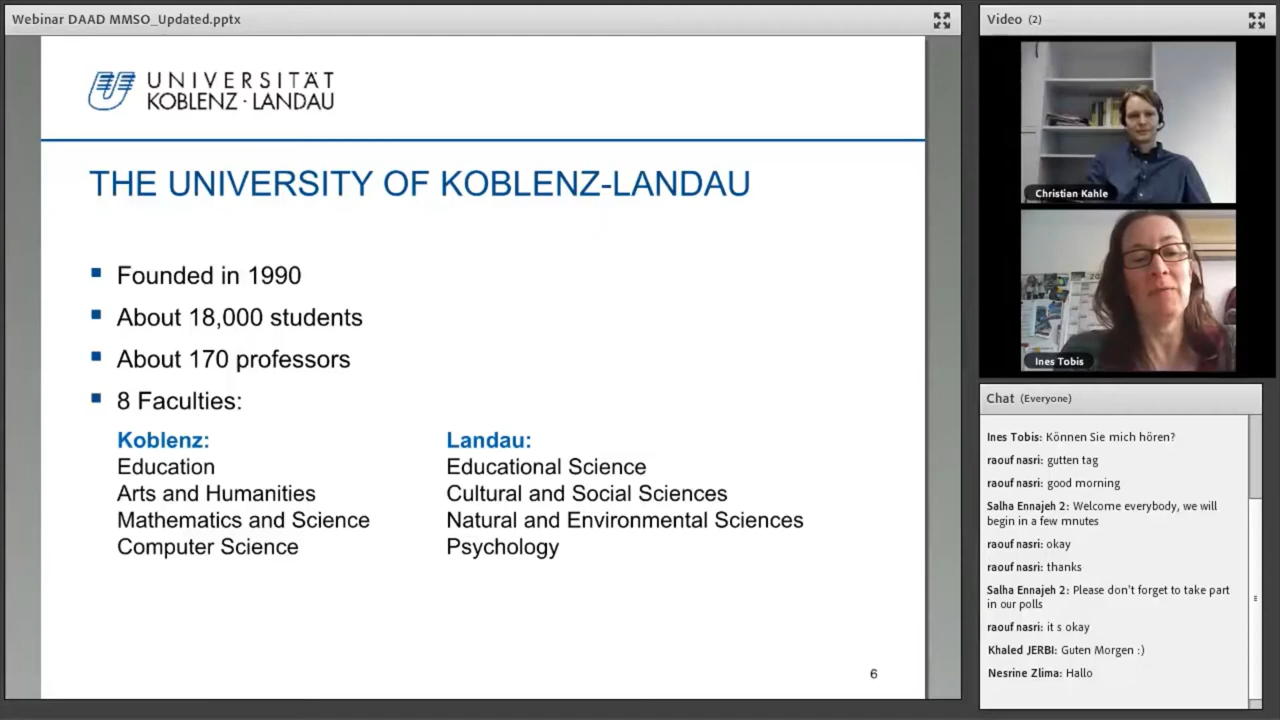 Webinar DAAD MMSO_Updated.pptx
UNIVERSITÄT
KOBLENZ · LANDAU
THE UNIVERSITY OF KOBLENZ-LANDAU
Founded in 1990
About 18,000 students
About 170 professors
8 Faculties:
Koblenz:
Education
Arts and Humanities
Mathematics and Science
Computer Science
Landau:
Educational Science
Cultural and Social Sciences
Natural and Environmental Sciences
Psychology
6
Video (2)
Christian Kahle
Ines Tobis
Chat (Everyone)
Ines Tobis: Können Sie mich hören?
raouf nasri: gutten tag
raouf nasri: good morning
Salha Ennajeh 2: Welcome everybody, we will
begin in a few mnutes
raouf nasri: okay
raouf nasri: thanks
Salha Ennajeh 2: Please don't forget to take part
in our polls
raouf nasri: it s okay
Khaled JERBI: Guten Morgen :)
Nesrine Zlima: Hallo